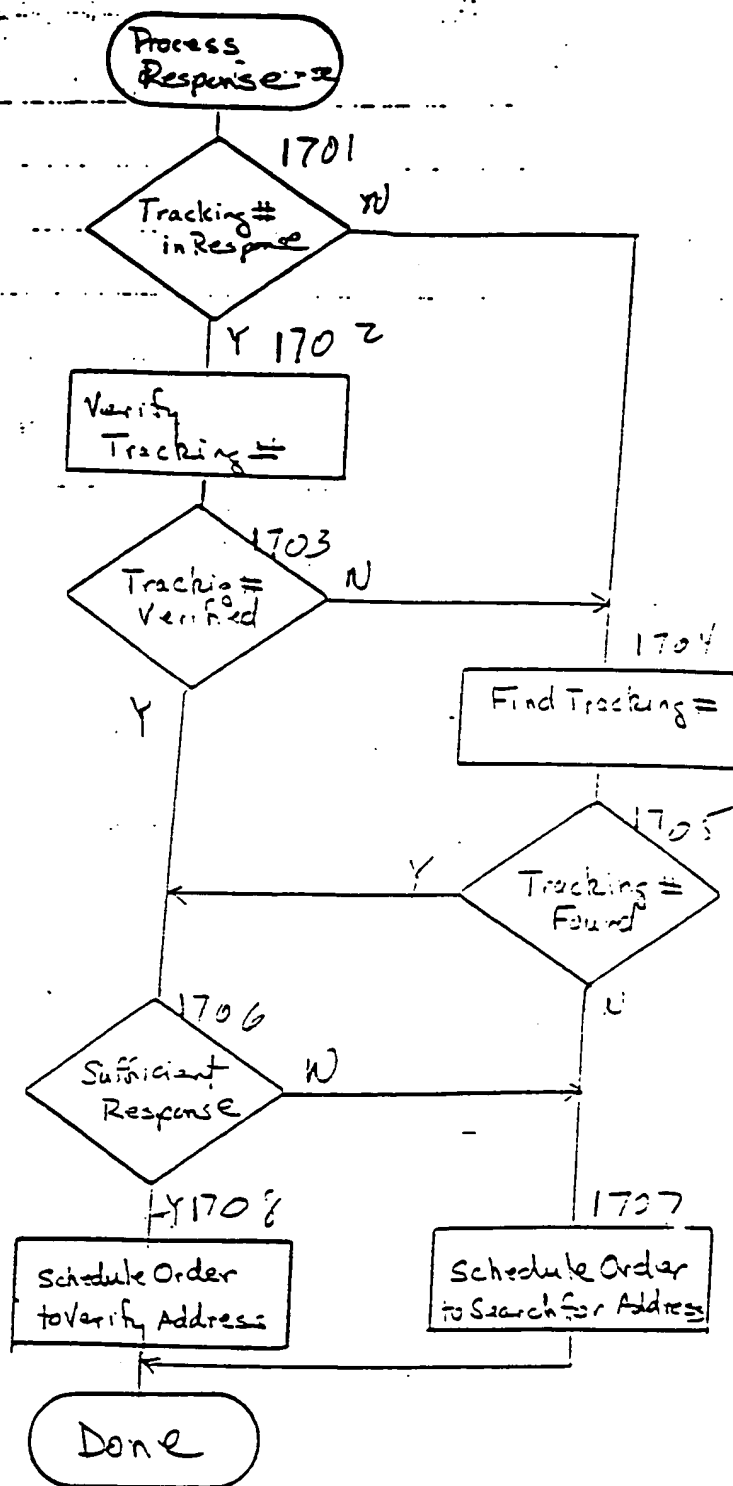 Process
Response
1701
Tracking #
in Response
N
Y
1702
Verify
Tracking #
1703
Trackig #
Verified
N
Y
1704
Find Tracking #
1705
Tracking #
Found
Y
N
1706
Sufficient
Response
N
Y
1708
Schedule Order
to Verify Address
1707
Schedule Order
to Search for Address
Done